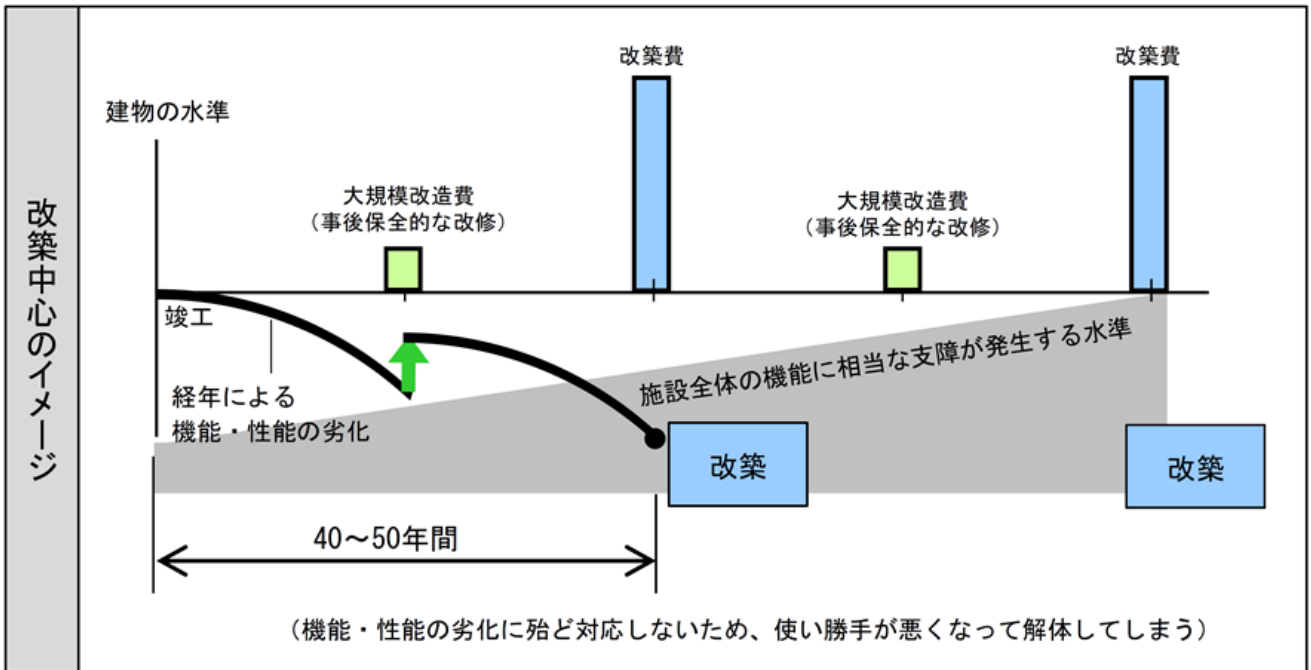 改築中心のイメージ
改築費
改築費
建物の水準
大規模改造費
（事後保全的な改修）
大規模改造費
（事後保全的な改修）
竣工
施設全体の機能に相当な支障が発生する水準
経年による
機能・性能の劣化
改築
改築
40～50年間
（機能・性能の劣化に殆ど対応しないため、使い勝手が悪くなって解体してしまう）